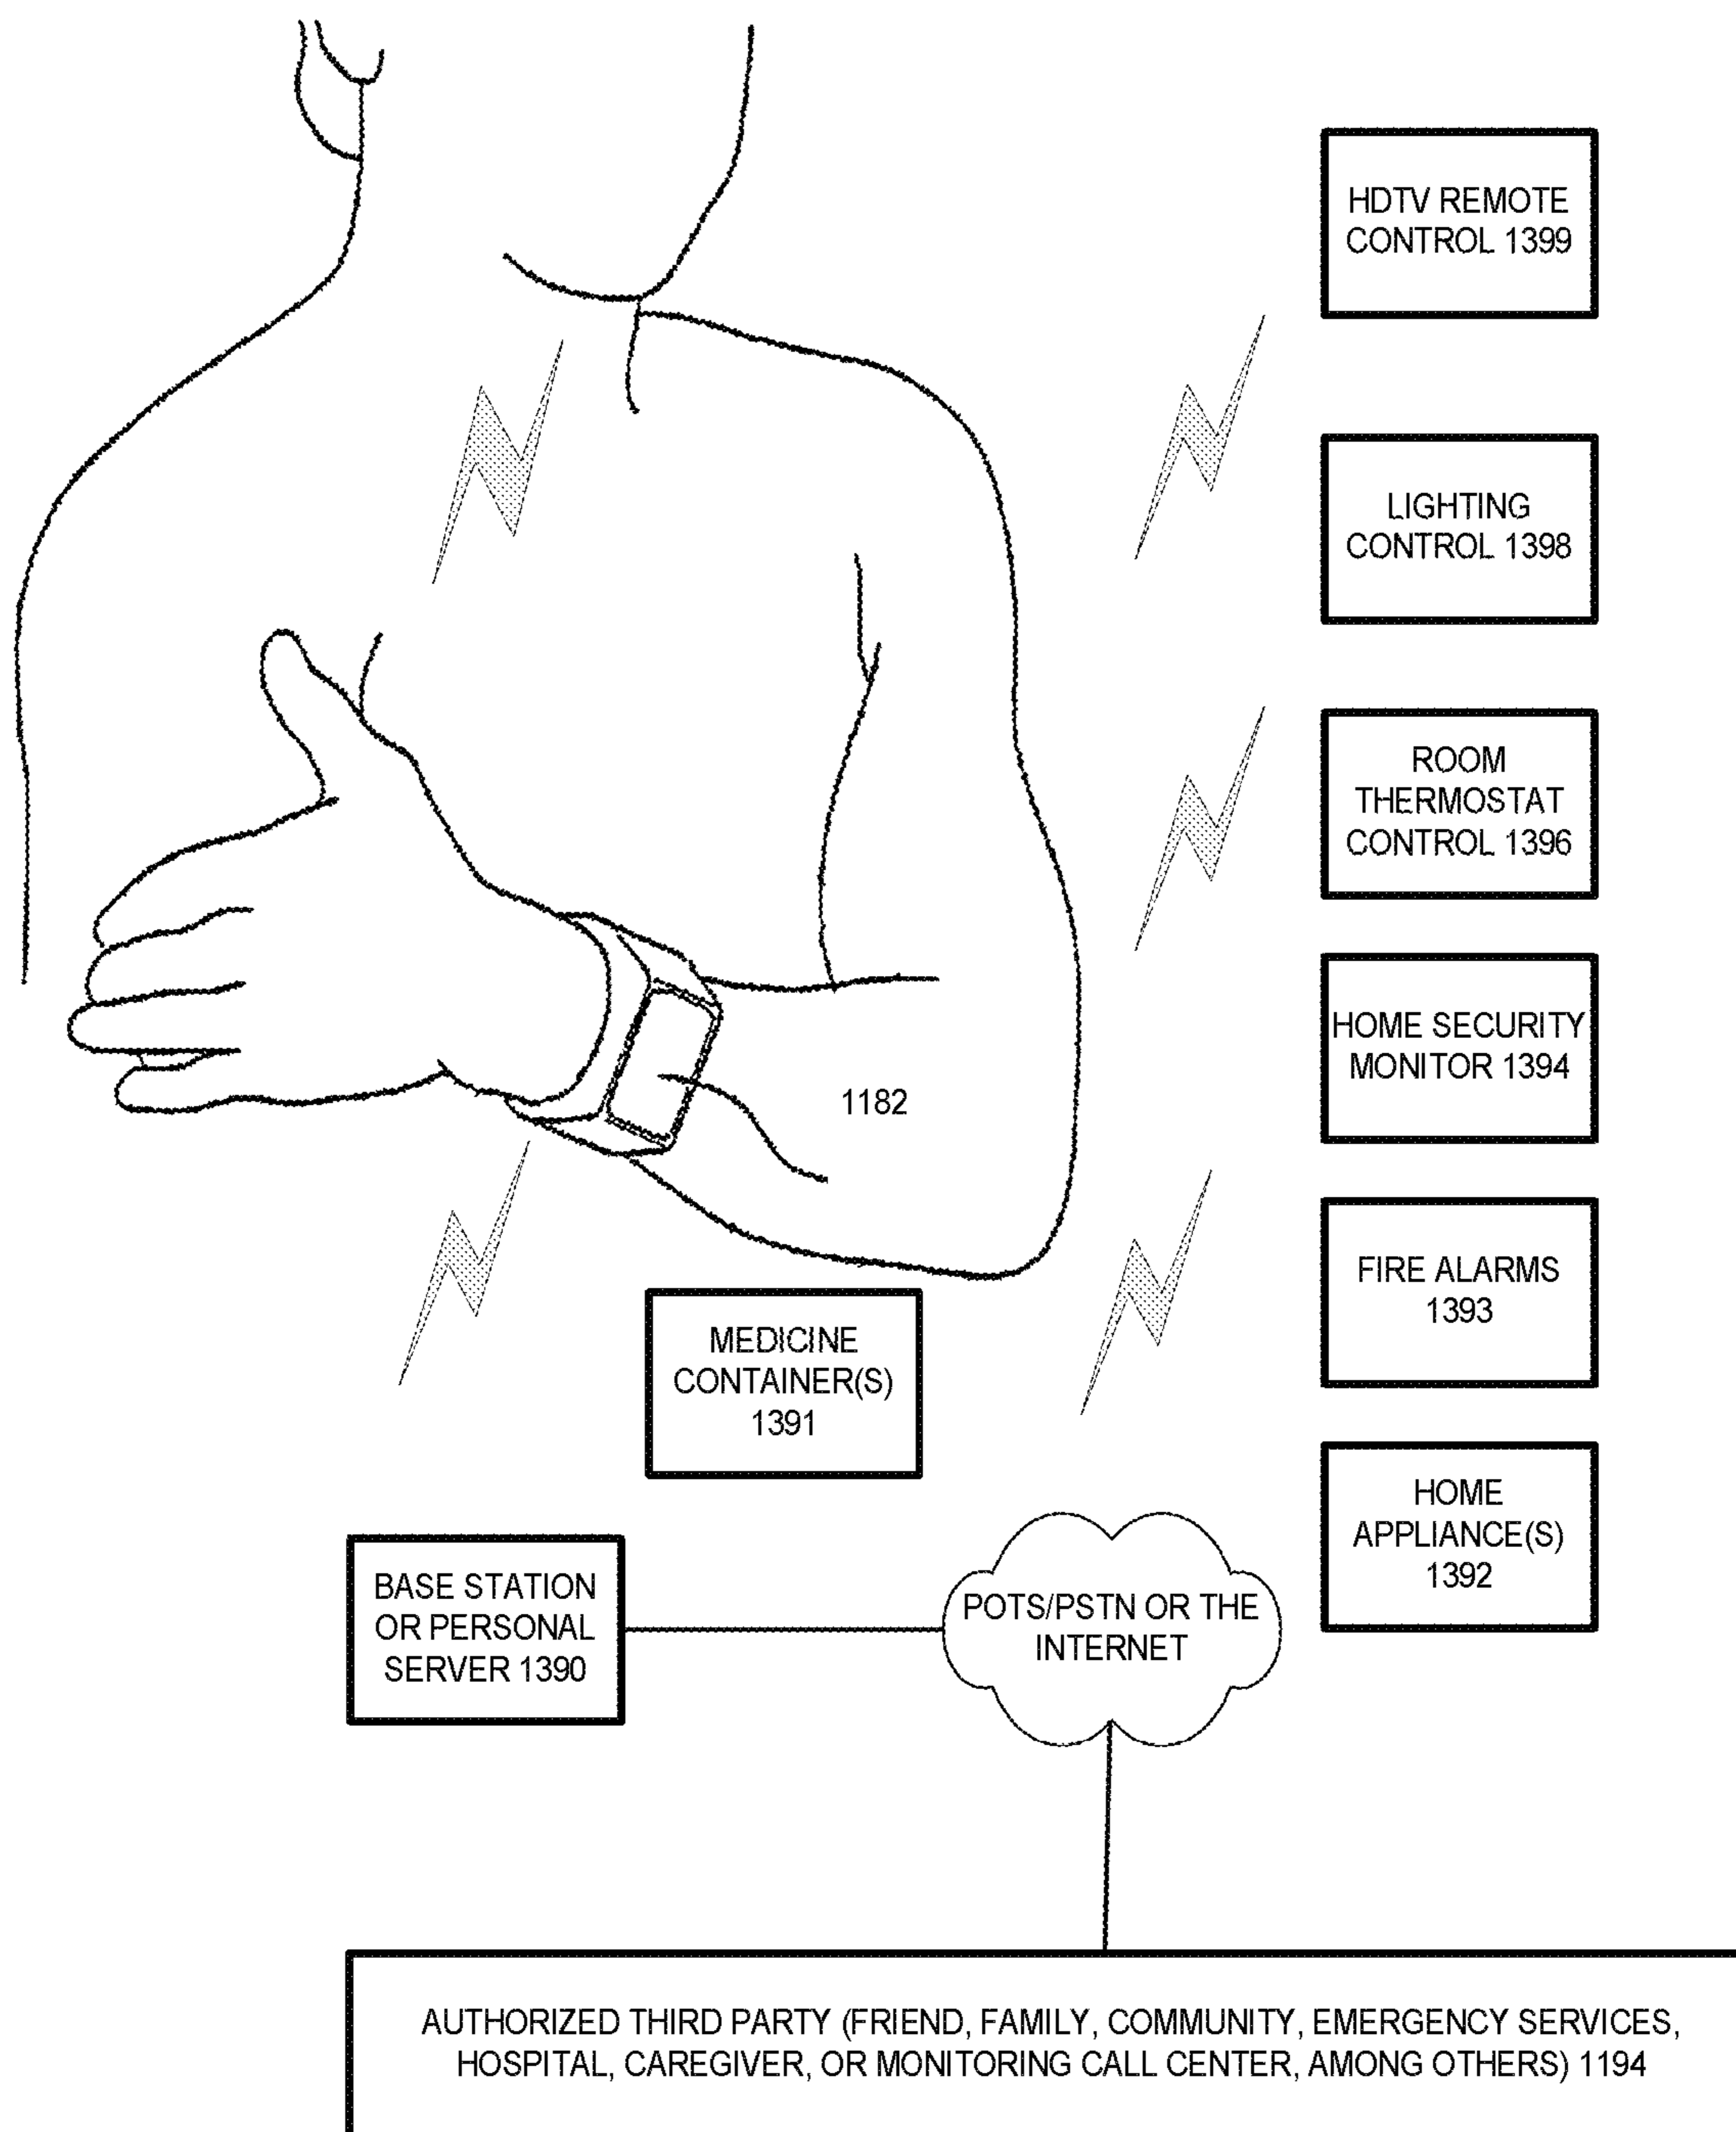 HDTV REMOTE
CONTROL 1399
LIGHTING
CONTROL 1398
ROOM
THERMOSTAT
CONTROL 1396
HOME SECURITY
MONITOR 1394
1182
FIRE ALARMS
1393
MEDICINE
CONTAINER(S)
1391
HOME
APPLIANCE(S)
1392
BASE STATION
OR PERSONAL
SERVER 1390
POTS/PSTN OR THE
INTERNET
AUTHORIZED THIRD PARTY (FRIEND, FAMILY, COMMUNITY, EMERGENCY SERVICES,
HOSPITAL, CAREGIVER, OR MONITORING CALL CENTER, AMONG OTHERS) 1194